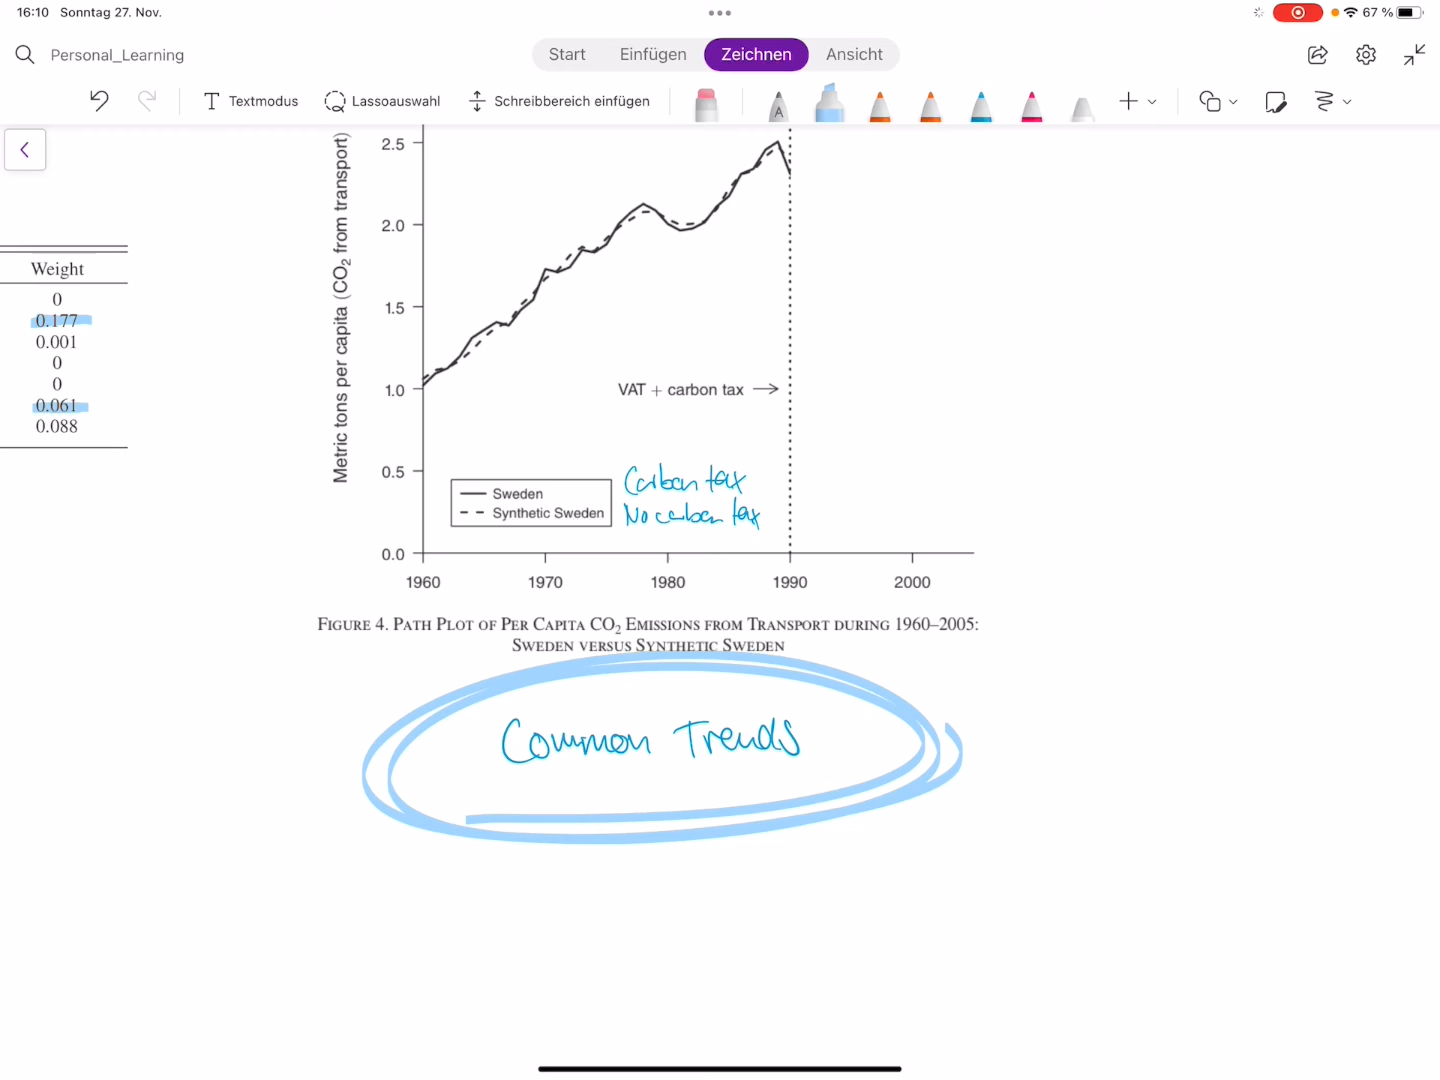 16:10 Sonntag 27. Nov.
67 %
Personal_Learning
Start Einfügen Zeichnen Ansicht
Textmodus Lassoauswahl Schreibbereich einfügen
A
Weight
0
0.177
0.001
0
0
0.061
0.088
Metric tons per capita (CO₂ from transport)
2.5
2.0
1.5
1.0
0.5
0.0
VAT + carbon tax
Sweden
Synthetic Sweden
Carbon tax
No carbon tax
1960 1970 1980 1990 2000
FIGURE 4. PATH PLOT OF PER CAPITA CO₂ EMISSIONS FROM TRANSPORT DURING 1960–2005:
SWEDEN VERSUS SYNTHETIC SWEDEN
Common Trends